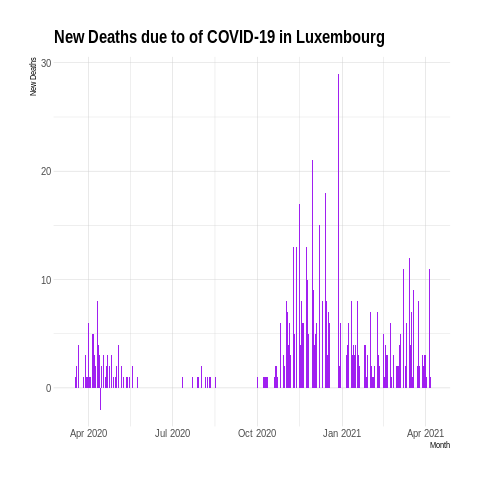 New Deaths due to of COVID-19 in Luxembourg
New Deaths
30
20
10
0
Apr 2020 Jul 2020 Oct 2020 Jan 2021 Apr 2021
Month